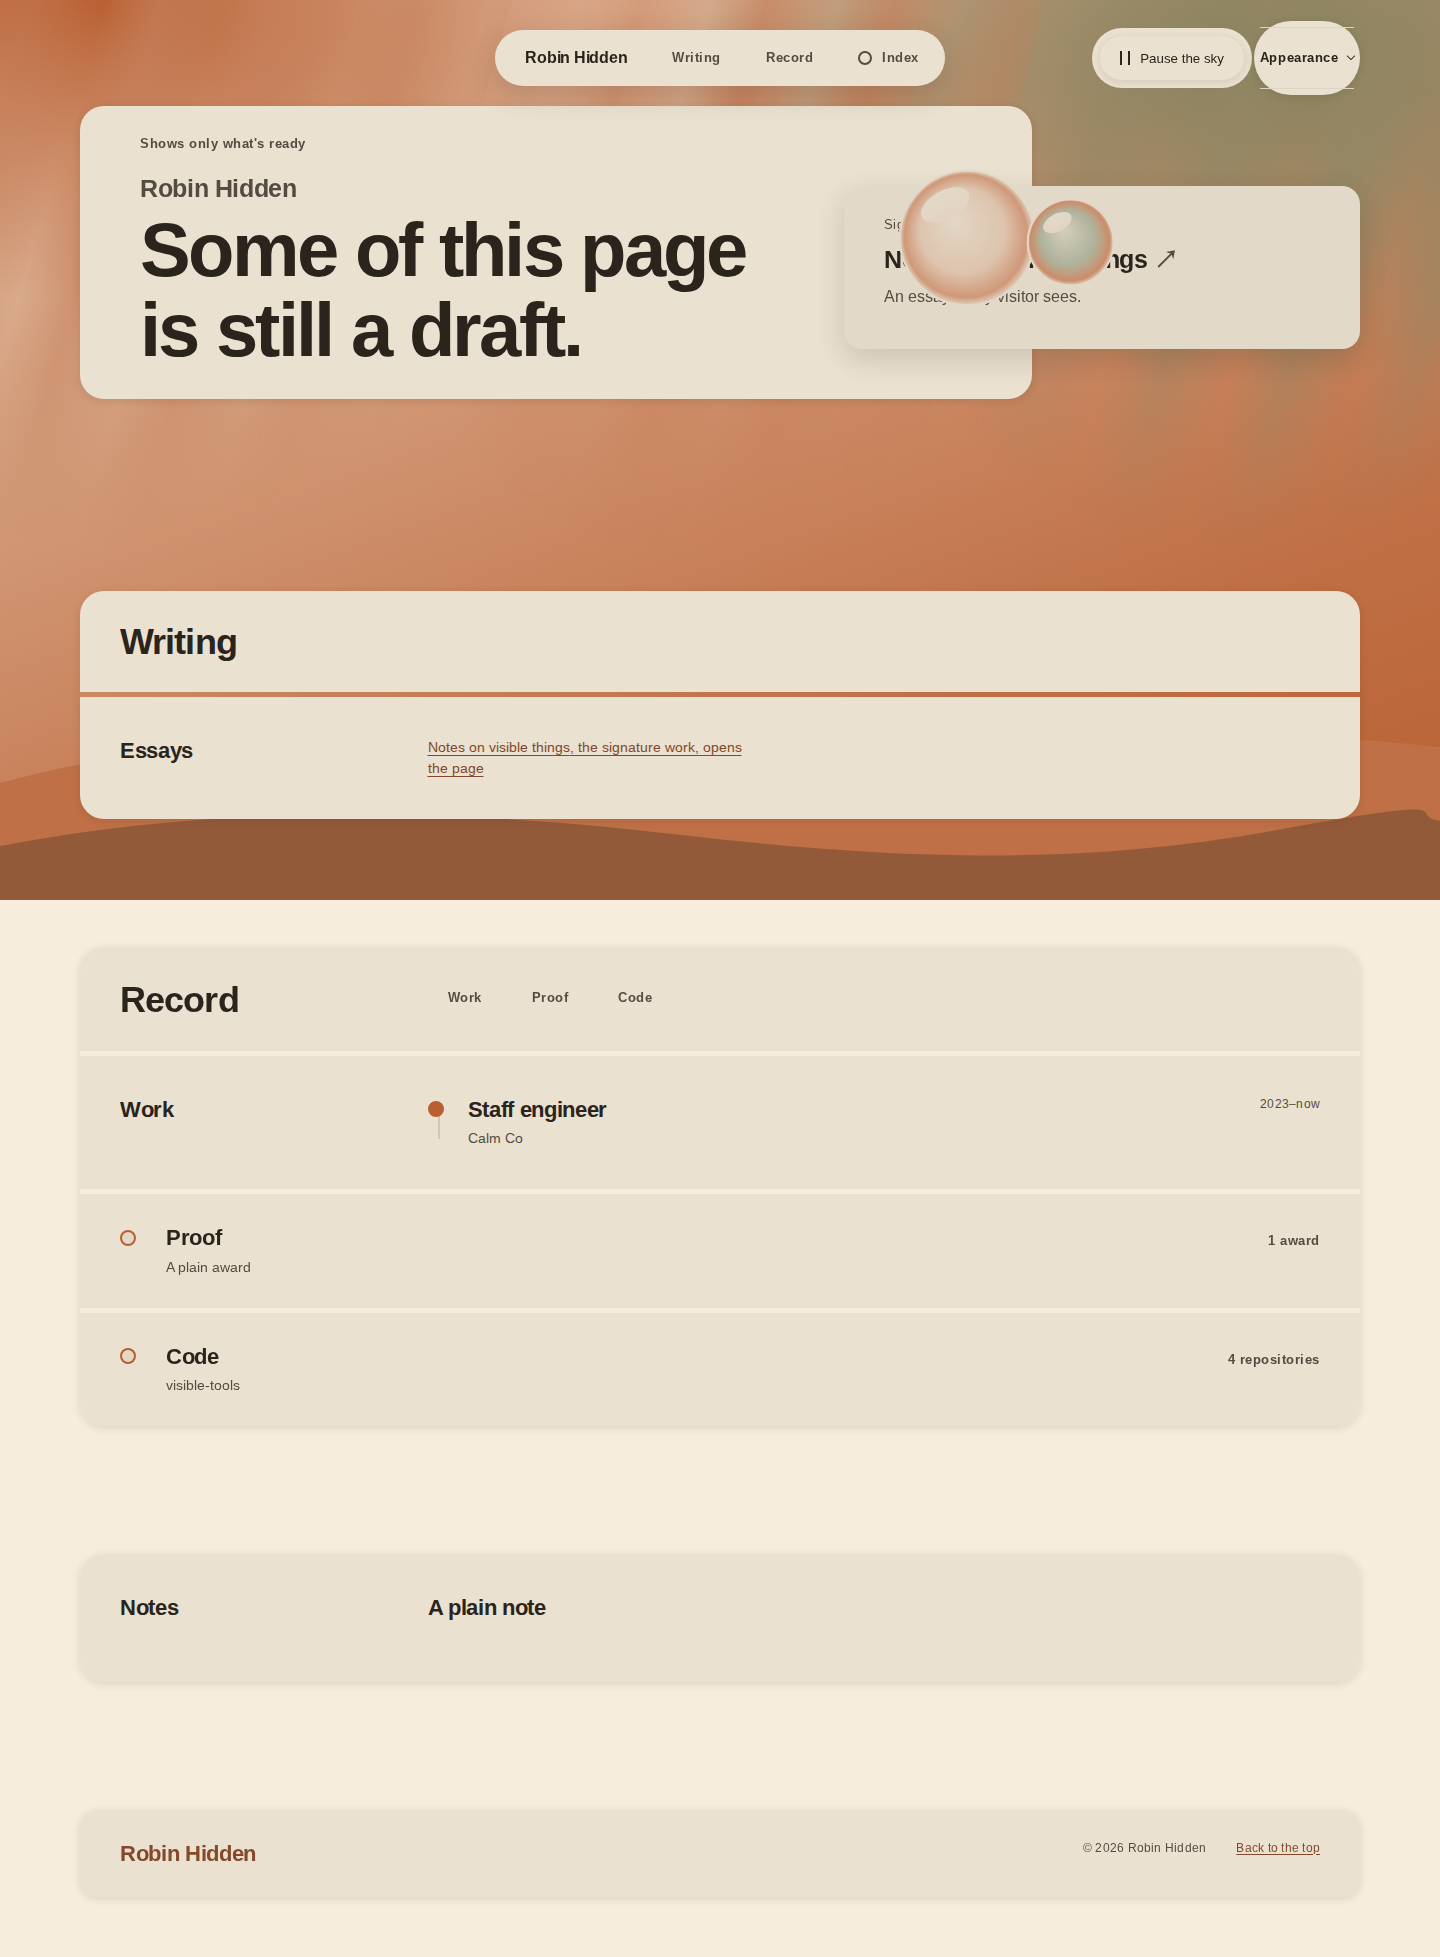 Robin Hidden
Writing
Record
Index
Pause the sky
Appearance
Shows only what's ready
Robin Hidden
Some of this page
is still a draft.
An visitor sees.
Writing
Essays
Notes on visible things, the signature work, opens
the page
Record
Work
Proof
Code
Work
Staff engineer
Calm Co
2023–now
Proof
A plain award
1 award
Code
visible-tools
4 repositories
Notes
A plain note
Robin Hidden
© 2026 Robin Hidden
Back to the top